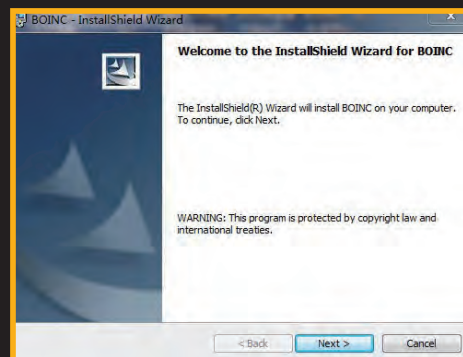 BOINC - InstallShield Wizard
Welcome to the InstallShield Wizard for BOINC
The InstallShield(R) Wizard will install BOINC on your computer.
To continue, click Next.
WARNING: This program is protected by copyright law and
international treaties.
< Back
Next >
Cancel